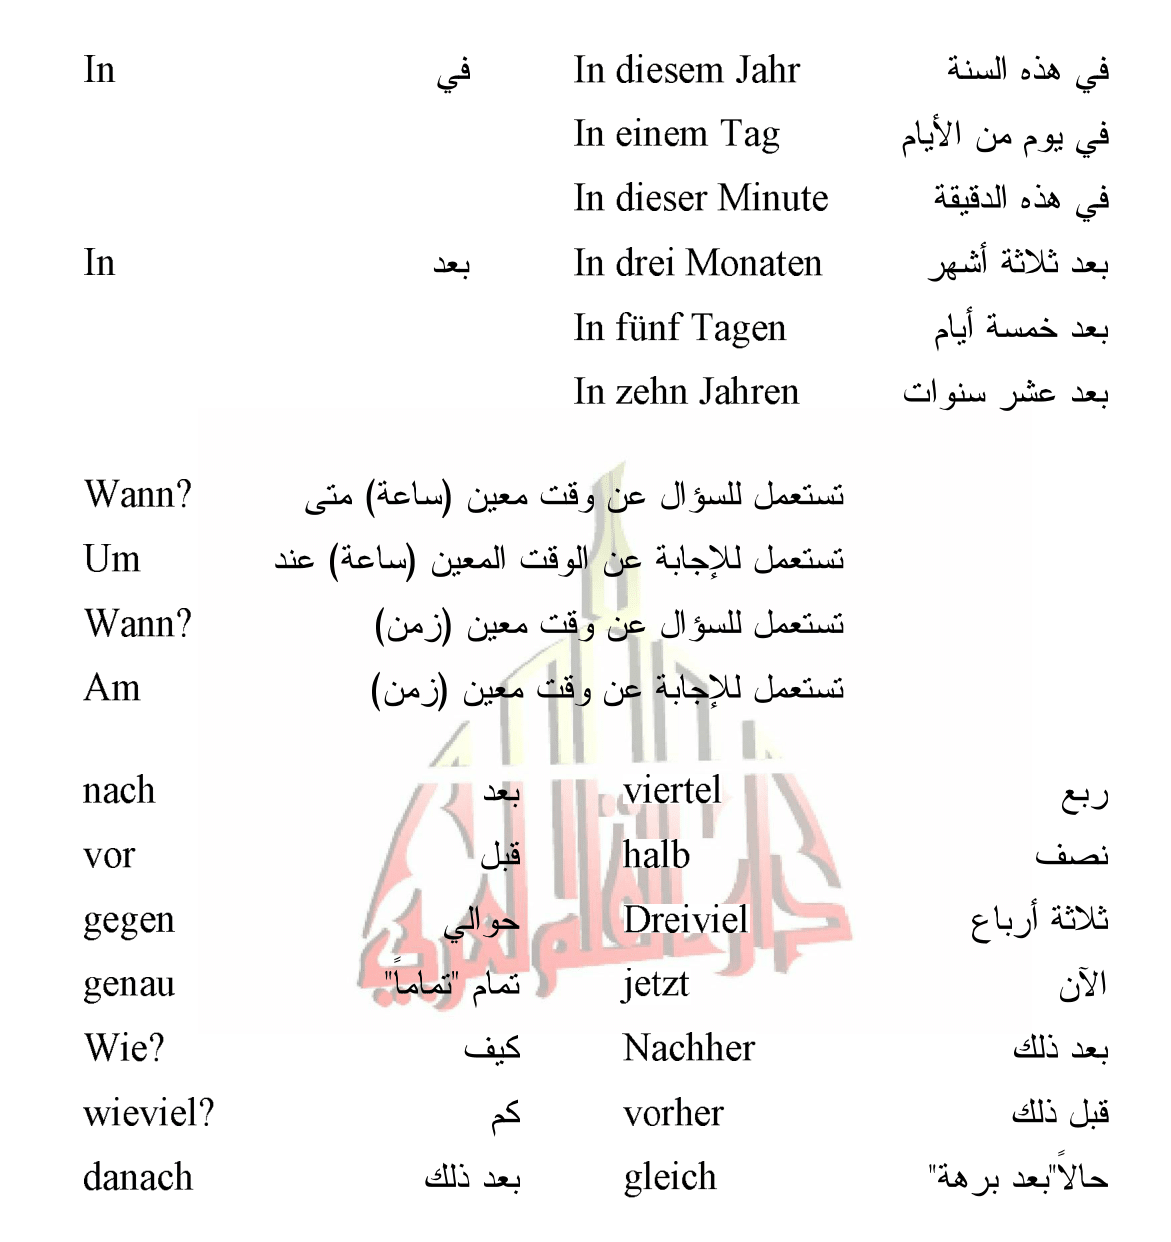 In في In diesem Jahr في هذه السنة
In einem Tag في يوم من الأيام
In dieser Minute في هذه الدقيقة
In بعد In drei Monaten بعد ثلاثة أشهر
In fünf Tagen بعد خمسة أيام
In zehn Jahren بعد عشر سنوات
Wann? تستعمل للسؤال عن وقت معين (ساعة) متى
Um تستعمل للإجابة عن الوقت المعين (ساعة) عند
Wann? تستعمل للسؤال عن وقت معين (زمن)
Am تستعمل للإجابة عن وقت معين (زمن)
nach بعد viertel ربع
vor قبل halb نصف
gegen حوالي Dreiviel ثلاثة أرباع
genau تمام "تماماً" jetzt الآن
Wie? كيف Nachher بعد ذلك
wieviel? كم vorher قبل ذلك
danach بعد ذلك gleich حالاً"بعد برهة"
دار القلم العربي